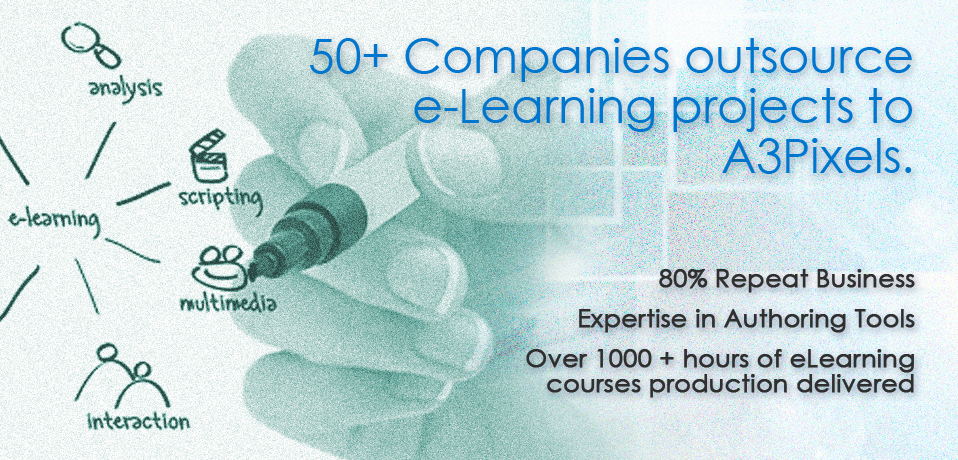 50+ Companies outsource
e-Learning projects to
A3Pixels.
analysis
scripting
e-learning
multimedia
interaction
80% Repeat Business
Expertise in Authoring Tools
Over 1000 + hours of eLearning
courses production delivered